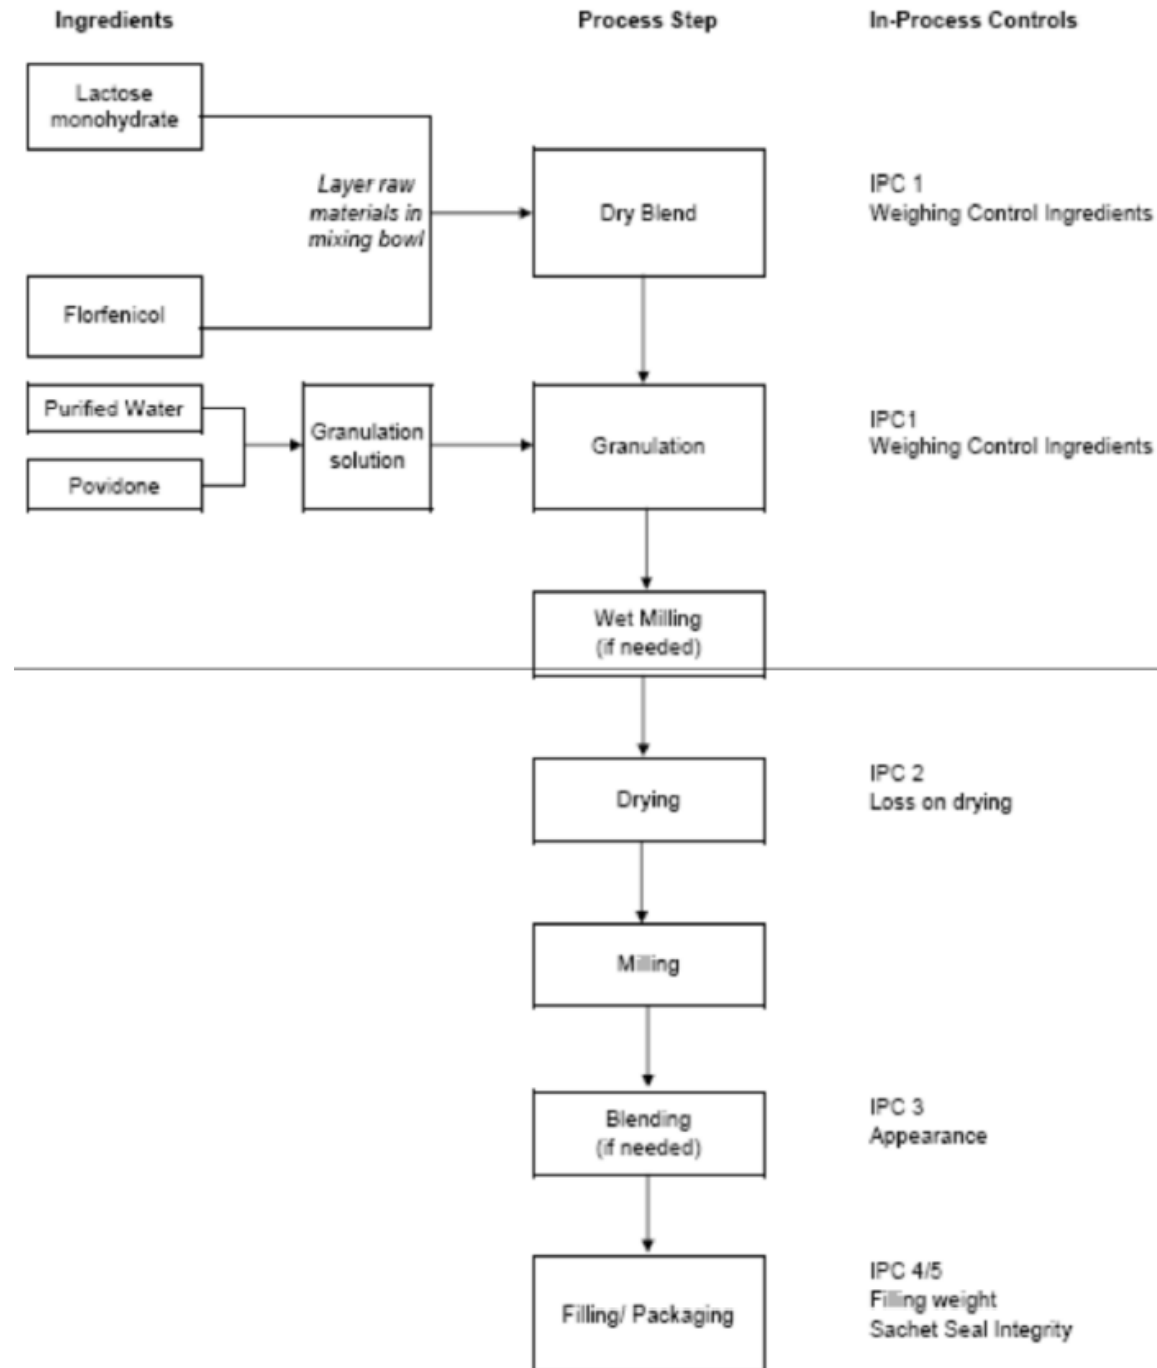 Ingredients
Process Step
In-Process Controls
Lactose
monohydrate
Layer raw
materials in
mixing bowl
Dry Blend
IPC 1
Weighing Control Ingredients
Florfenicol
Purified Water
Povidone
Granulation
solution
Granulation
IPC1
Weighing Control Ingredients
Wet Milling
(if needed)
Drying
IPC 2
Loss on drying
Milling
Blending
(if needed)
IPC 3
Appearance
Filling/ Packaging
IPC 4/5
Filling weight
Sachet Seal Integrity